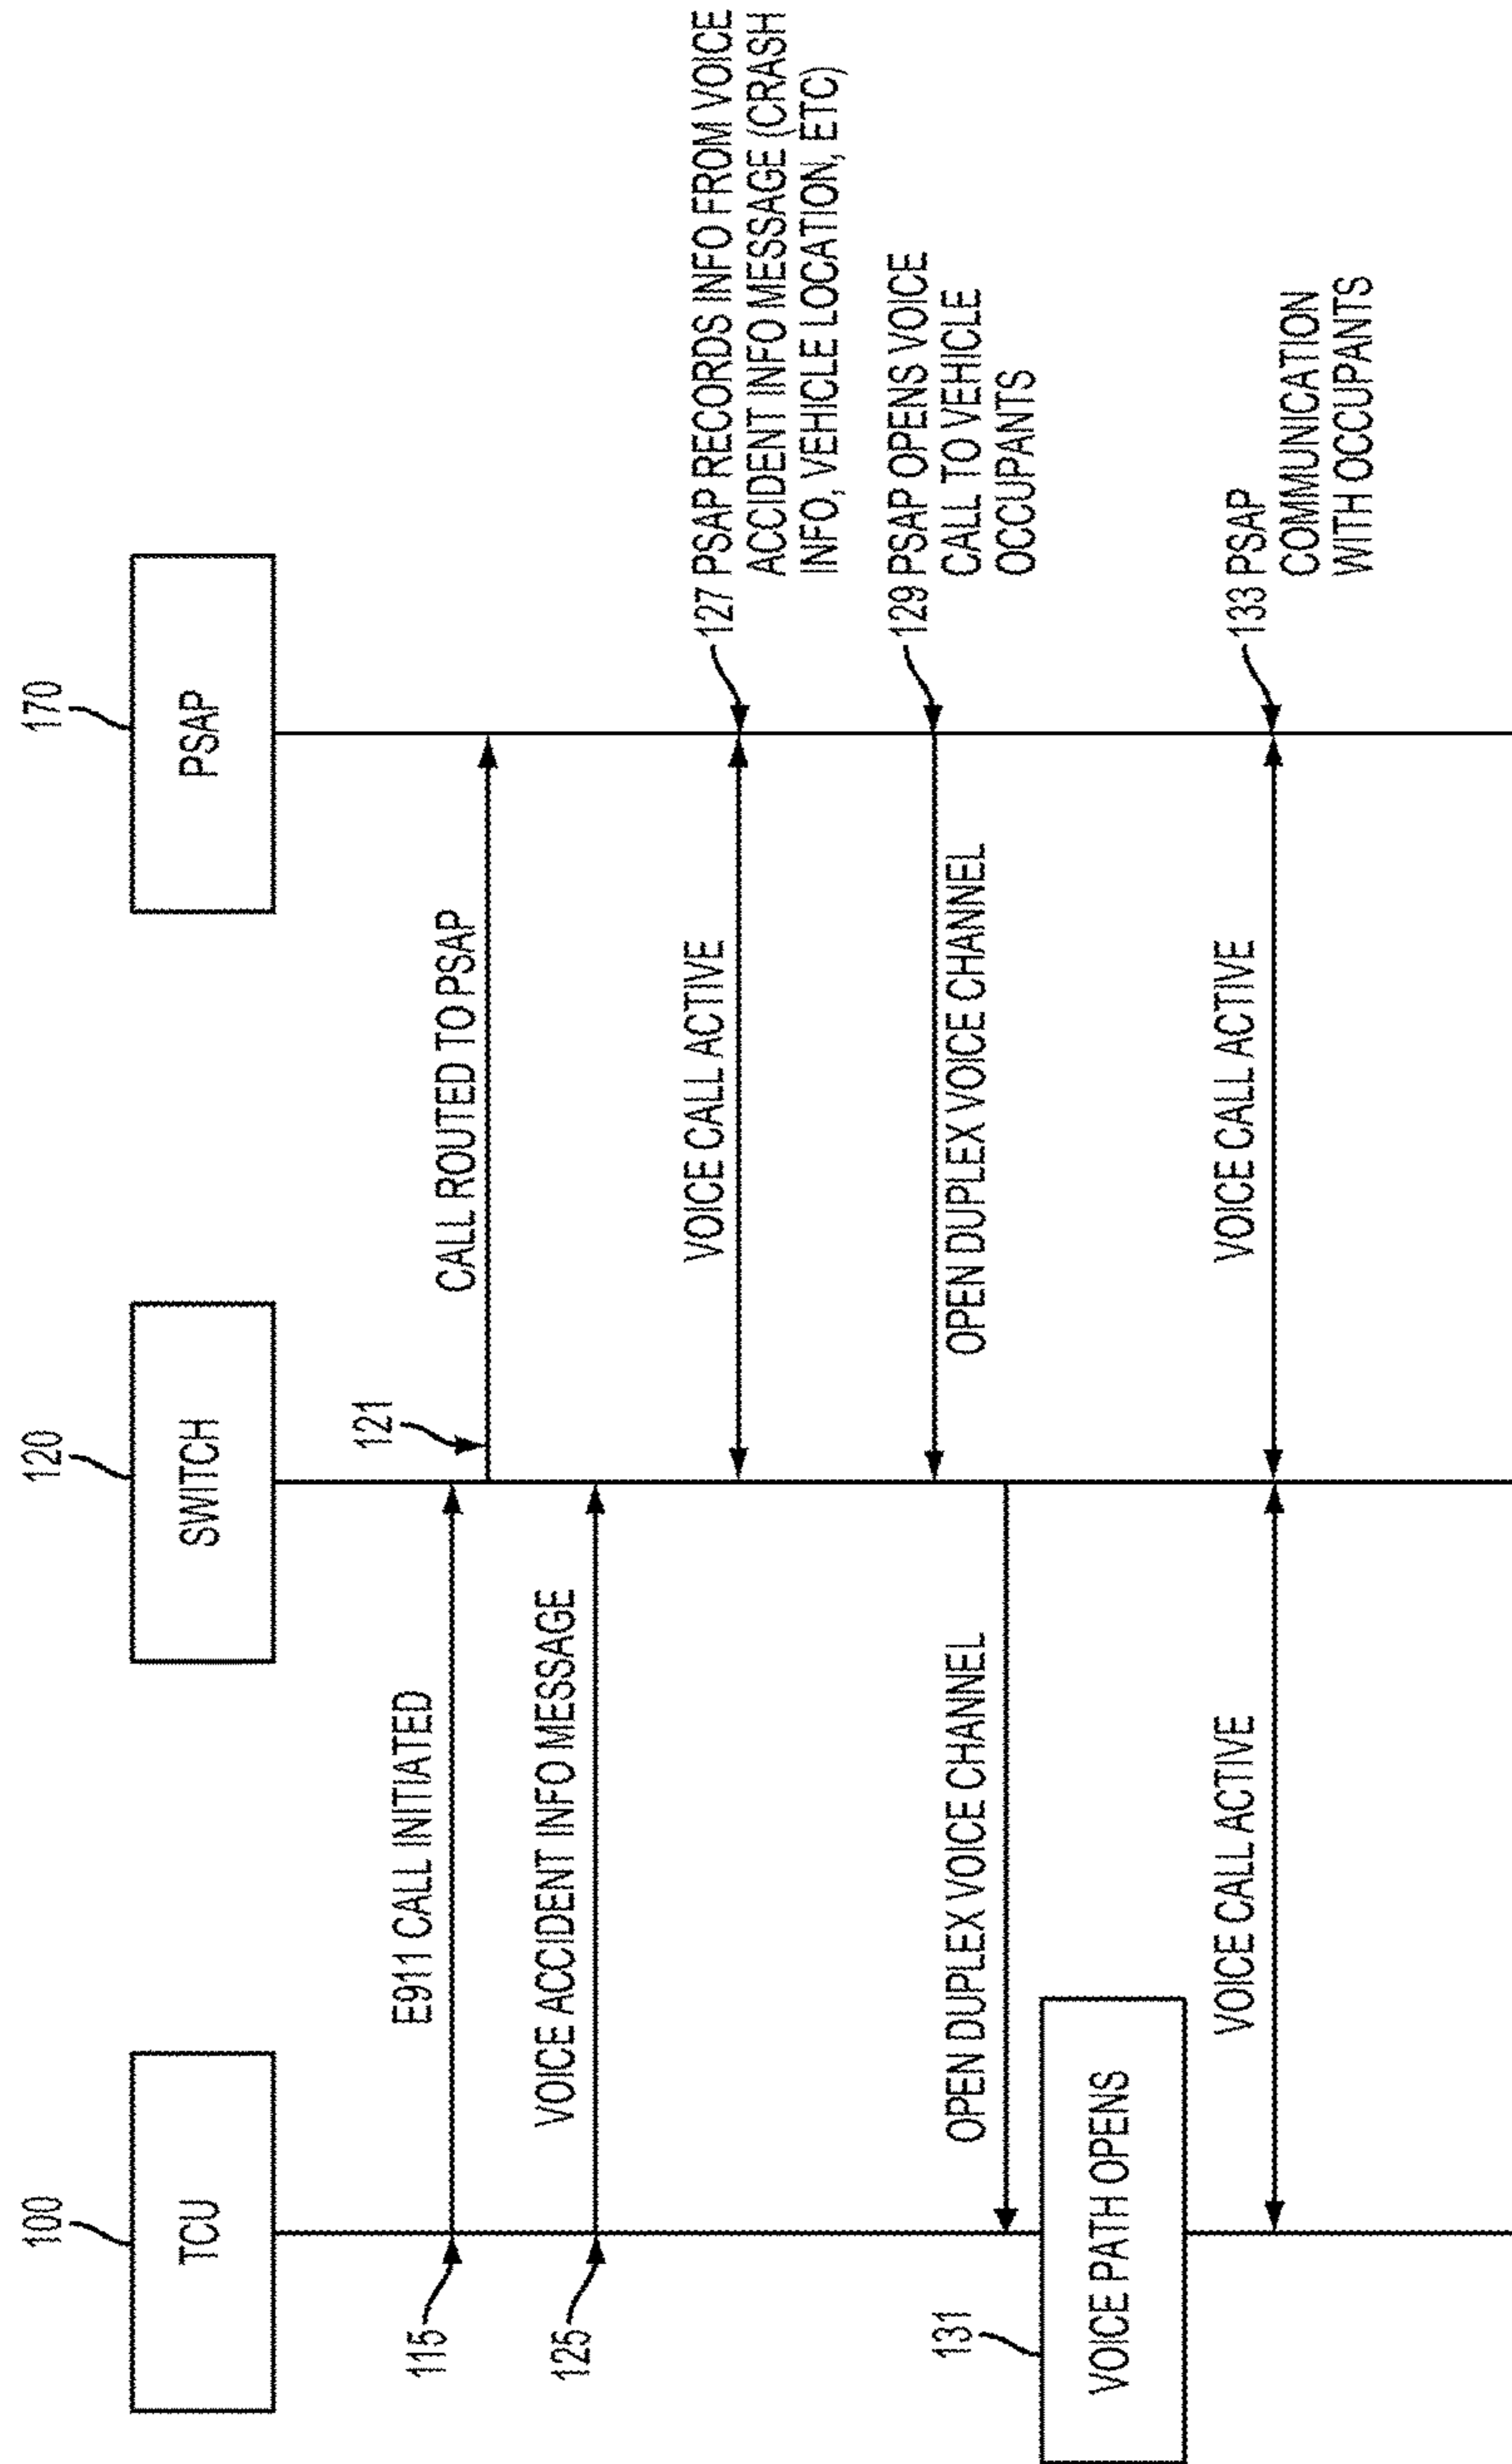 100
TCU
120
SWITCH
170
PSAP
115
E911 CALL INITIATED
121
CALL ROUTED TO PSAP
125
VOICE ACCIDENT INFO MESSAGE
VOICE CALL ACTIVE
127 PSAP RECORDS INFO FROM VOICE
ACCIDENT INFO MESSAGE (CRASH
INFO, VEHICLE LOCATION, ETC)
OPEN DUPLEX VOICE CHANNEL
129 PSAP OPENS VOICE
CALL TO VEHICLE
OCCUPANTS
OPEN DUPLEX VOICE CHANNEL
131
VOICE PATH OPENS
VOICE CALL ACTIVE
VOICE CALL ACTIVE
133 PSAP
COMMUNICATION
WITH OCCUPANTS